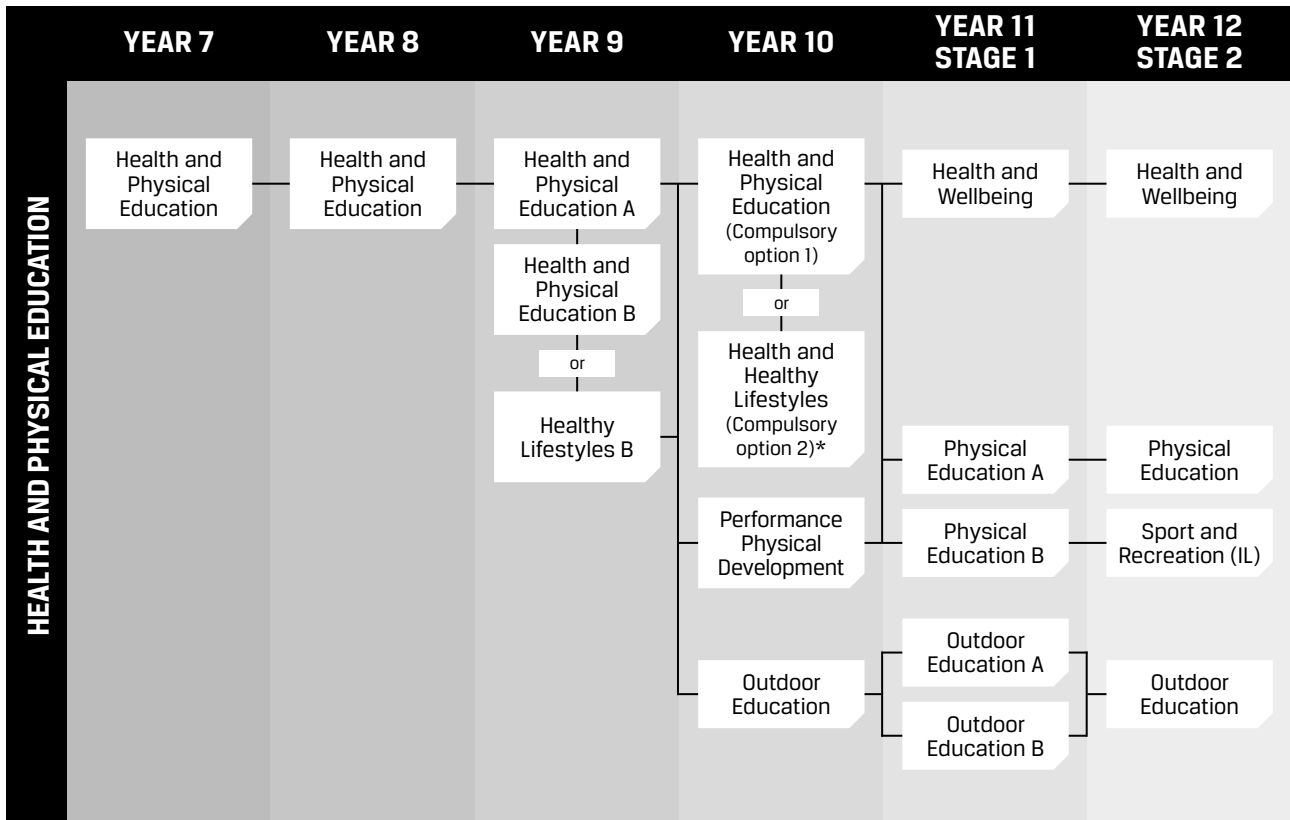 YEAR 7
YEAR 8
YEAR 9
YEAR 10
YEAR 11
STAGE 1
YEAR 12
STAGE 2
HEALTH AND PHYSICAL EDUCATION
Health and
Physical
Education
Health and
Physical
Education
Health and
Physical
Education A
Health and
Physical
Education B
or
Healthy
Lifestyles B
Health and
Physical
Education
(Compulsory
option 1)
or
Health and
Healthy
Lifestyles
(Compulsory
option 2)*
Performance
Physical
Development
Outdoor
Education
Health and
Wellbeing
Physical
Education A
Physical
Education B
Outdoor
Education A
Outdoor
Education B
Health and
Wellbeing
Physical
Education
Sport and
Recreation (IL)
Outdoor
Education